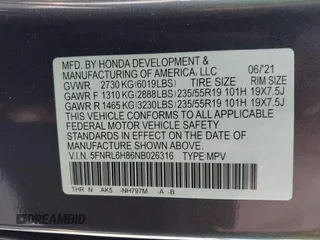 MFD. BY HONDA DEVELOPMENT &
MANUFACTURING OF AMERICA, LLC 06/'21
GVWR 2730 KG (6019LBS) TIRE SIZE RIM SIZE
GAWR F 1310 KG (2888LBS) 235/55R19 101H 19X7.5J
GAWR R 1465 KG (3230LBS) 235/55R19 101H 19X7.5J
THIS VEHICLE CONFORMS TO ALL APPLICABLE
FEDERAL MOTOR VEHICLE SAFETY STANDARDS
IN EFFECT ON THE DATE OF
MANUFACTURE SHOWN ABOVE.
V.I.N. 5FNRL6H86NB026316 TYPE: MPV
THR N AK5 -NH797M -A -B
DREAMBID